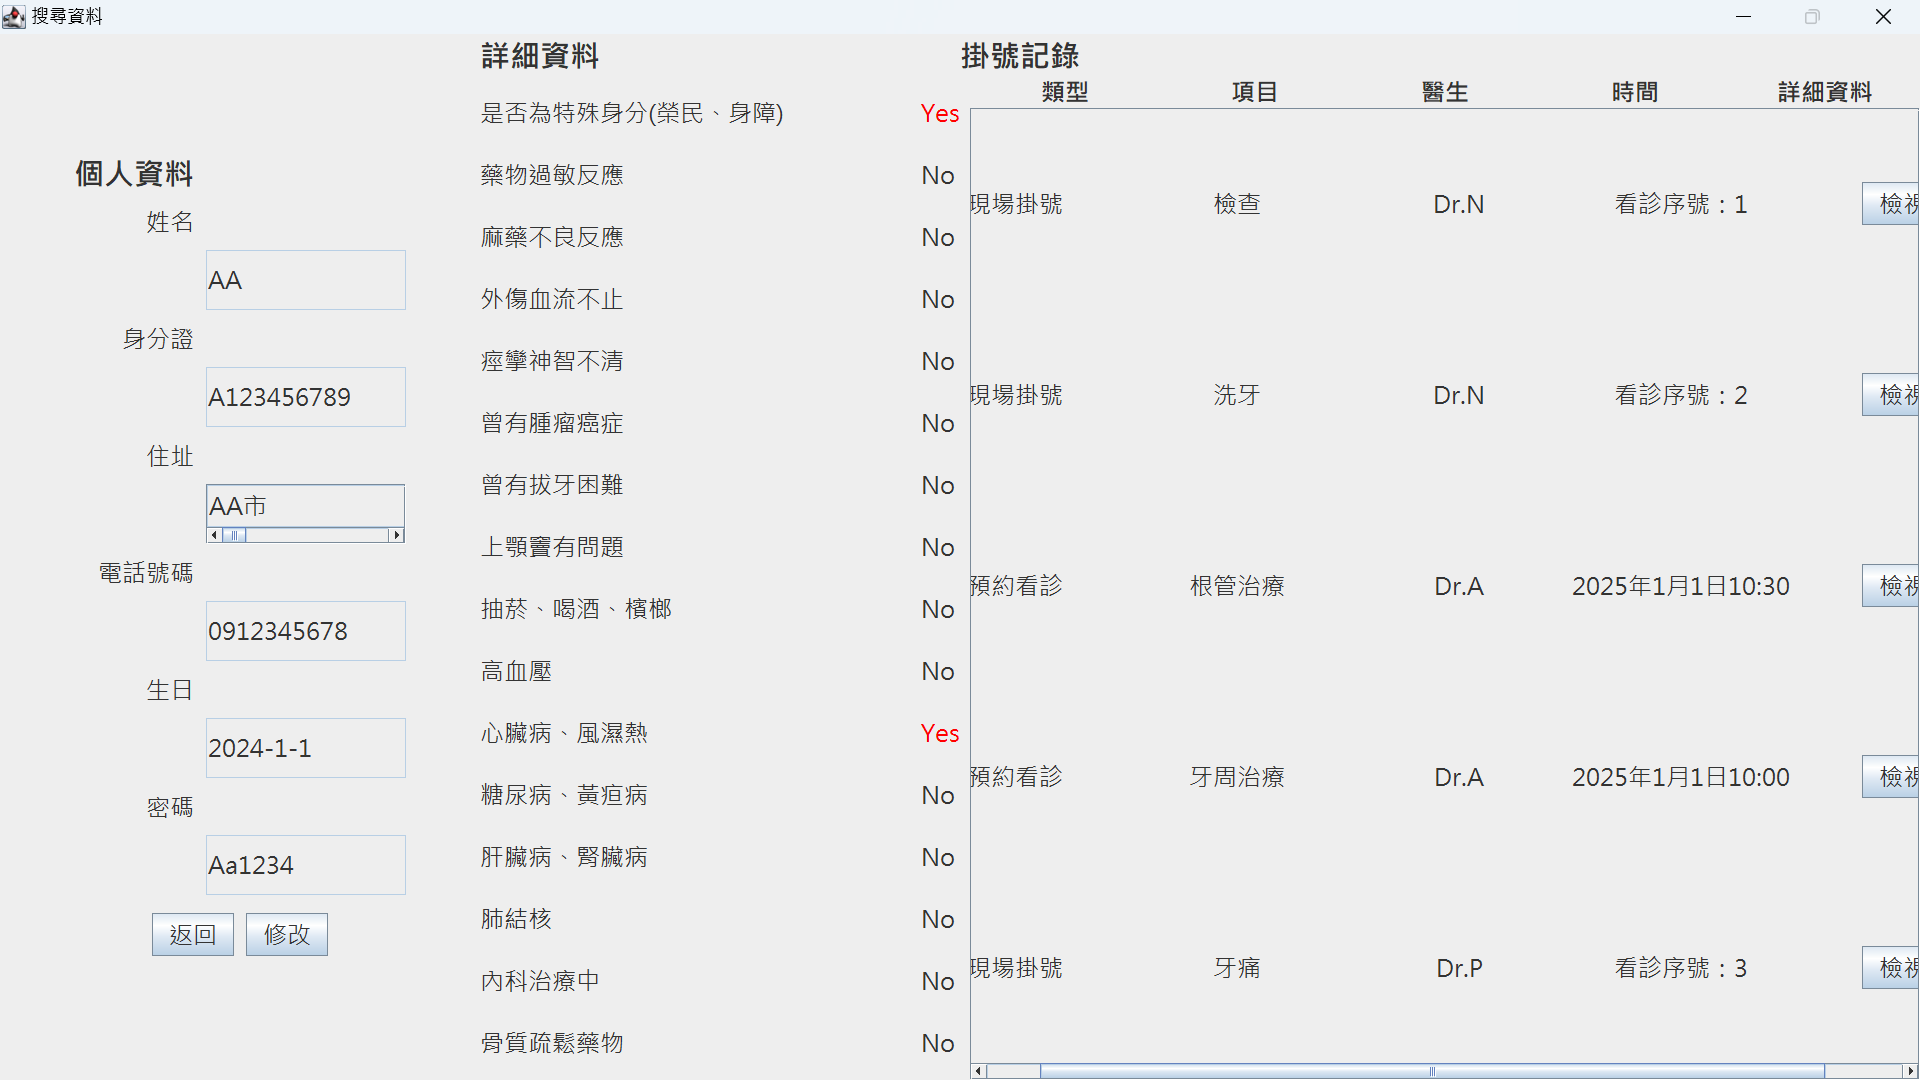 搜尋資料
個人資料
姓名
AA
身分證
A123456789
住址
AA市
電話號碼
0912345678
生日
2024-1-1
密碼
Aa1234
返回 修改
詳細資料
是否為特殊身分(榮民、身障) Yes
藥物過敏反應 No
麻藥不良反應 No
外傷血流不止 No
痙攣神智不清 No
曾有腫瘤癌症 No
曾有拔牙困難 No
上顎竇有問題 No
抽菸、喝酒、檳榔 No
高血壓 No
心臟病、風濕熱 Yes
糖尿病、黃疸病 No
肝臟病、腎臟病 No
肺結核 No
內科治療中 No
骨質疏鬆藥物 No
掛號記錄
類型 項目 醫生 時間 詳細資料
現場掛號 檢查 Dr.N 看診序號：1 檢視
現場掛號 洗牙 Dr.N 看診序號：2 檢視
預約看診 根管治療 Dr.A 2025年1月1日10:30 檢視
預約看診 牙周治療 Dr.A 2025年1月1日10:00 檢視
現場掛號 牙痛 Dr.P 看診序號：3 檢視